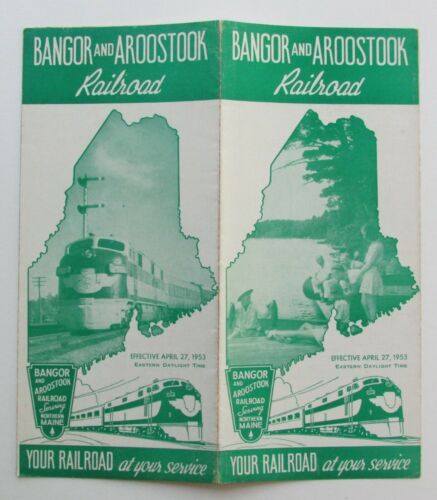 BANGOR AND AROOSTOOK
Railroad
EFFECTIVE APRIL 27, 1953
EASTERN DAYLIGHT TIME
BANGOR
AND
AROOSTOOK
RAILROAD
Serving
NORTHERN
MAINE
YOUR RAILROAD at your service
BANGOR AND AROOSTOOK
Railroad
EFFECTIVE APRIL 27, 1953
EASTERN DAYLIGHT TIME
BANGOR
AND
AROOSTOOK
RAILROAD
Serving
NORTHERN
MAINE
YOUR RAILROAD at your service